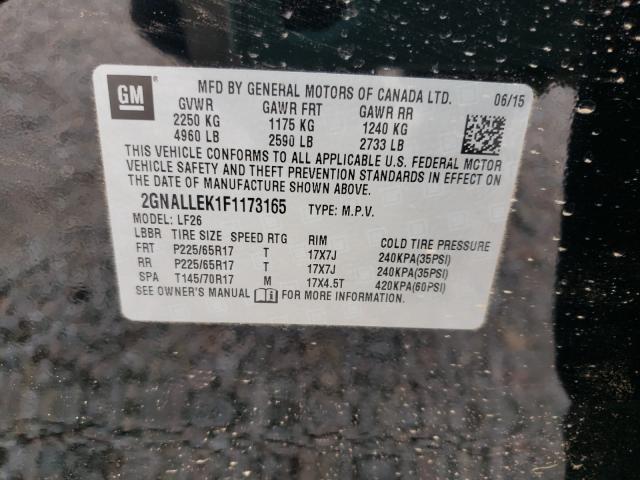 GM
MFD BY GENERAL MOTORS OF CANADA LTD. 06/15
GVWR GAWR FRT GAWR RR
2250 KG 1175 KG 1240 KG
4960 LB 2590 LB 2733 LB
THIS VEHICLE CONFORMS TO ALL APPLICABLE U.S. FEDERAL MOTOR
VEHICLE SAFETY AND THEFT PREVENTION STANDARDS IN EFFECT ON
THE DATE OF MANUFACTURE SHOWN ABOVE.
2GNALLEK1F1173165 TYPE: M.P.V.
MODEL: LF26
LBBR TIRE SIZE SPEED RTG RIM COLD TIRE PRESSURE
FRT P225/65R17 T 17X7J 240KPA(35PSI)
RR P225/65R17 T 17X7J 240KPA(35PSI)
SPA T145/70R17 M 17X4.5T 420KPA(60PSI)
SEE OWNER'S MANUAL FOR MORE INFORMATION.